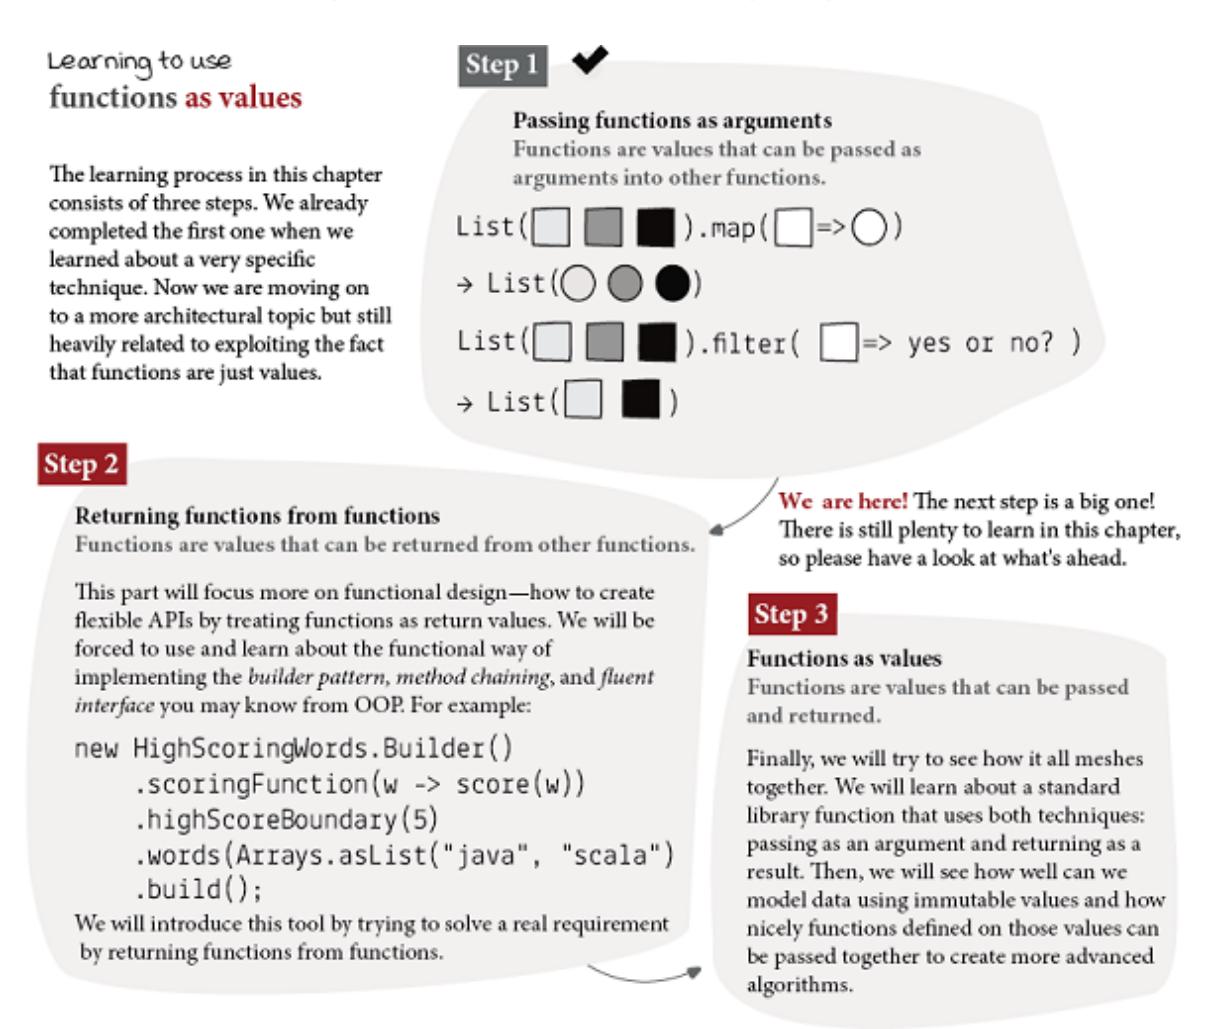 Learning to use
functions as values
The learning process in this chapter
consists of three steps. We already
completed the first one when we
learned about a very specific
technique. Now we are moving on
to a more architectural topic but still
heavily related to exploiting the fact
that functions are just values.
Step 1
Passing functions as arguments
Functions are values that can be passed as
arguments into other functions.
List( ).map( => )
→ List( )
List( ).filter( => yes or no? )
→ List( )
We are here! The next step is a big one!
There is still plenty to learn in this chapter,
so please have a look at what's ahead.
Step 2
Returning functions from functions
Functions are values that can be returned from other functions.
This part will focus more on functional design—how to create
flexible APIs by treating functions as return values. We will be
forced to use and learn about the functional way of
implementing the builder pattern, method chaining, and fluent
interface you may know from OOP. For example:
new HighScoringWords.Builder()
.scoringFunction(w -> score(w))
.highScoreBoundary(5)
.words(Arrays.asList("java", "scala")
.build();
We will introduce this tool by trying to solve a real requirement
by returning functions from functions.
Step 3
Functions as values
Functions are values that can be passed
and returned.
Finally, we will try to see how it all meshes
together. We will learn about a standard
library function that uses both techniques:
passing as an argument and returning as a
result. Then, we will see how well can we
model data using immutable values and how
nicely functions defined on those values can
be passed together to create more advanced
algorithms.